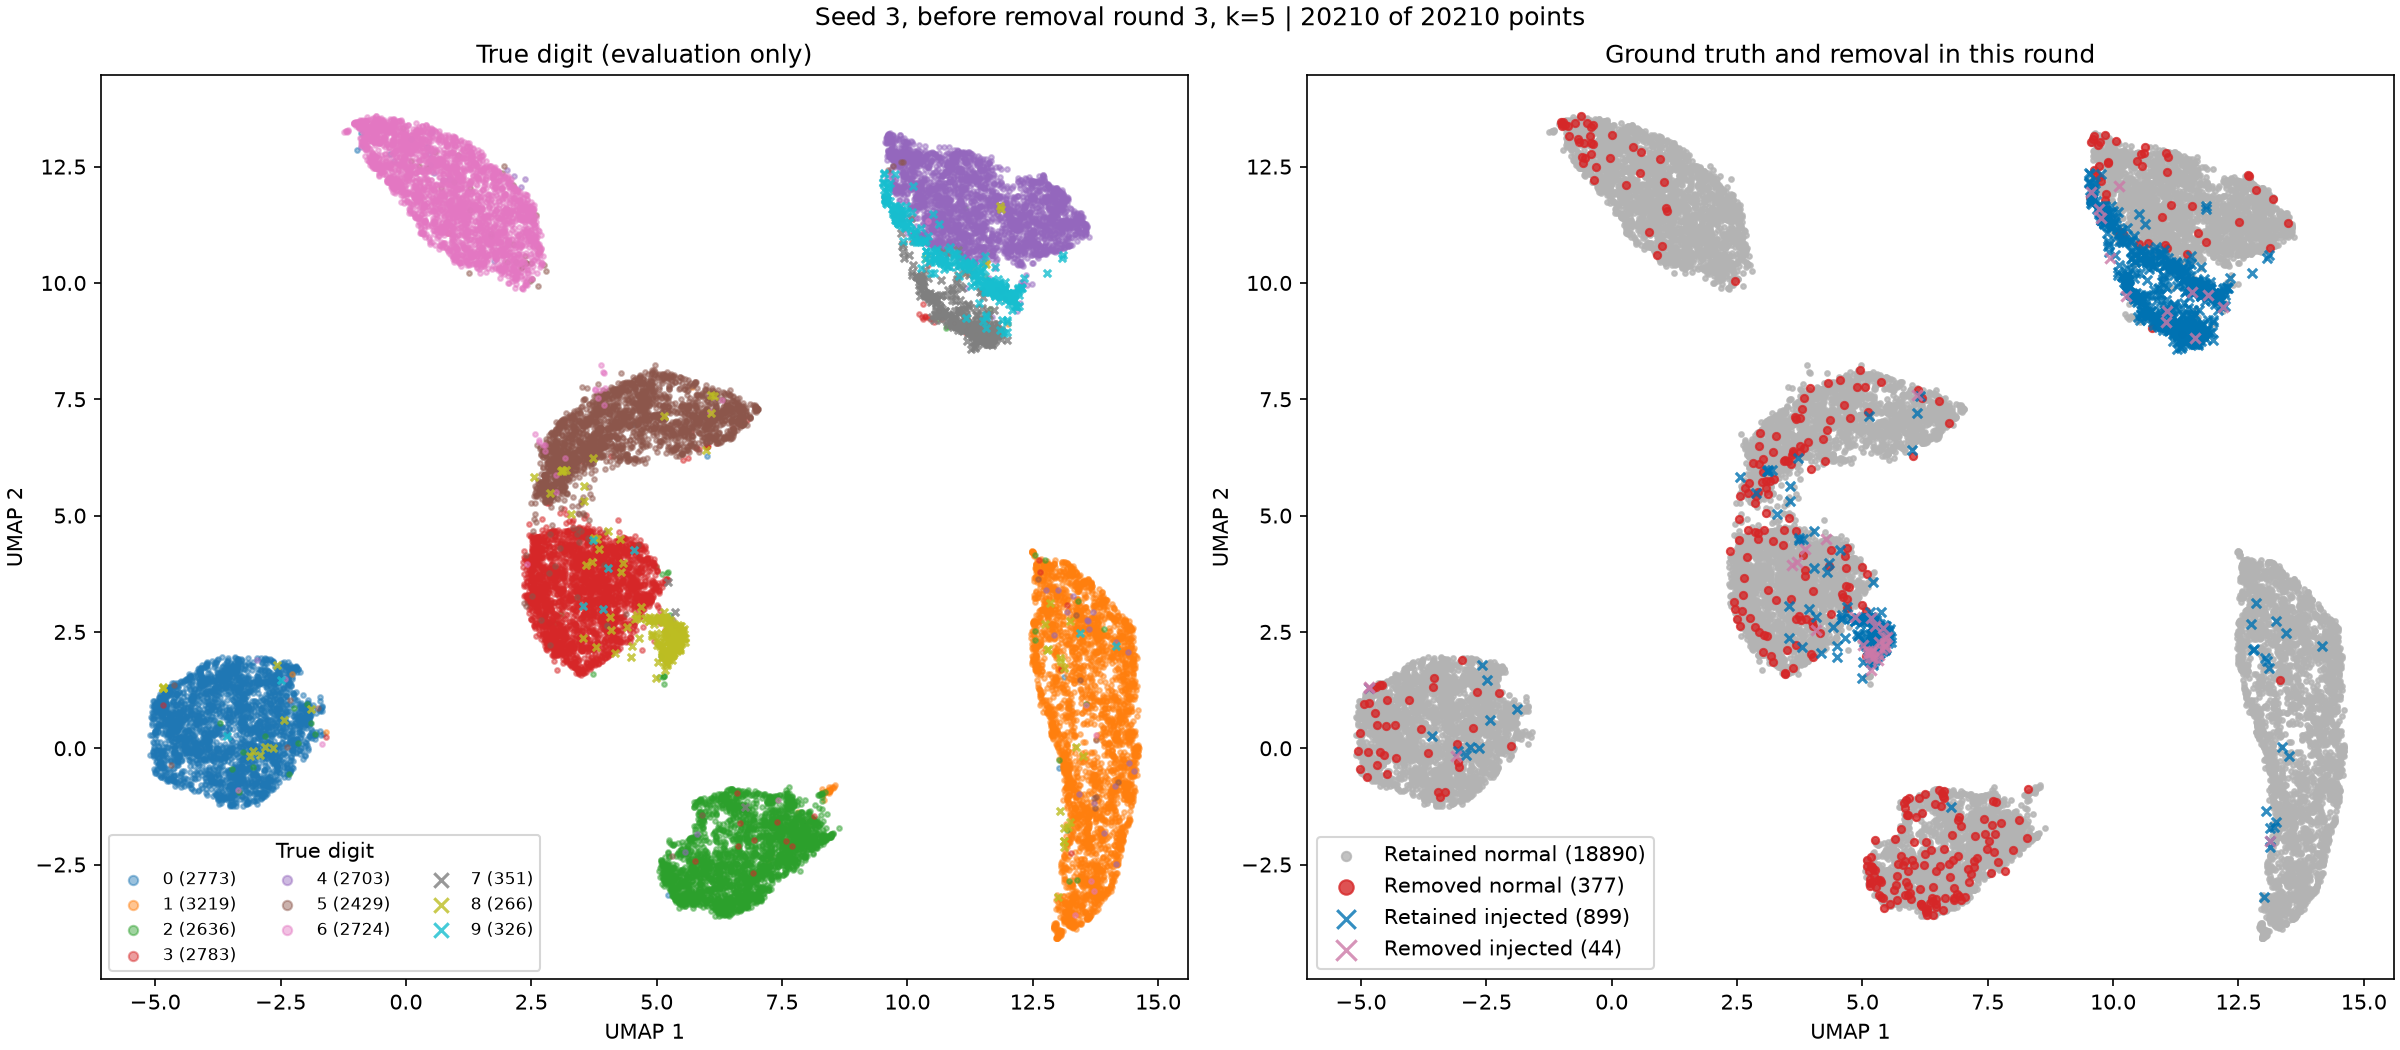 Seed 3, before removal round 3, k=5 | 20210 of 20210 points
True digit (evaluation only)
12.5
10.0
7.5
5.0
2.5
0.0
−2.5
UMAP 2
−5.0 −2.5 0.0 2.5 5.0 7.5 10.0 12.5 15.0
UMAP 1
True digit
0 (2773) 4 (2703) 7 (351)
1 (3219) 5 (2429) 8 (266)
2 (2636) 6 (2724) 9 (326)
3 (2783)
Ground truth and removal in this round
12.5
10.0
7.5
5.0
2.5
0.0
−2.5
UMAP 2
−5.0 −2.5 0.0 2.5 5.0 7.5 10.0 12.5 15.0
UMAP 1
Retained normal (18890)
Removed normal (377)
Retained injected (899)
Removed injected (44)